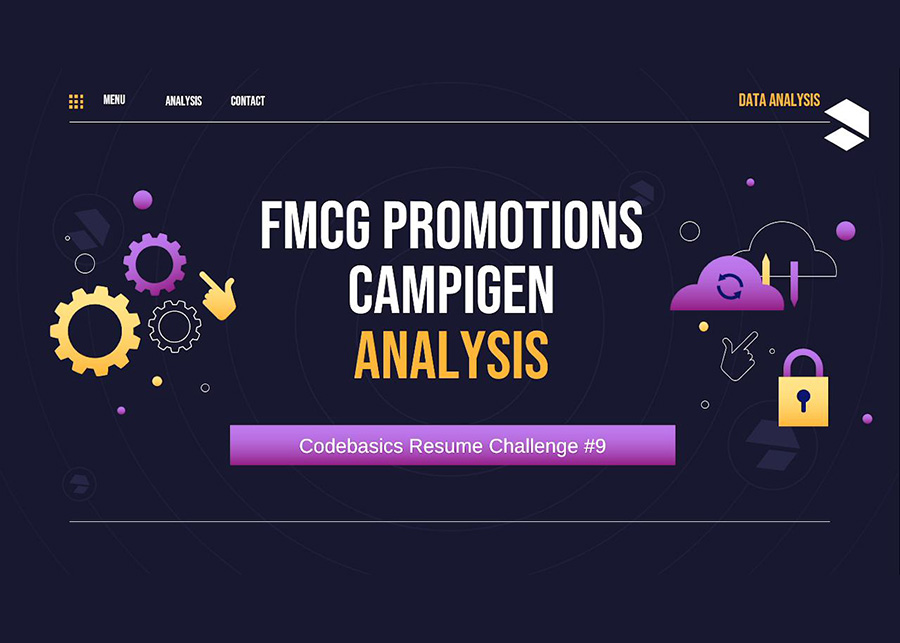 MENU ANALYSIS CONTACT DATA ANALYSIS
FMCG PROMOTIONS
CAMPIGEN
ANALYSIS
Codebasics Resume Challenge #9